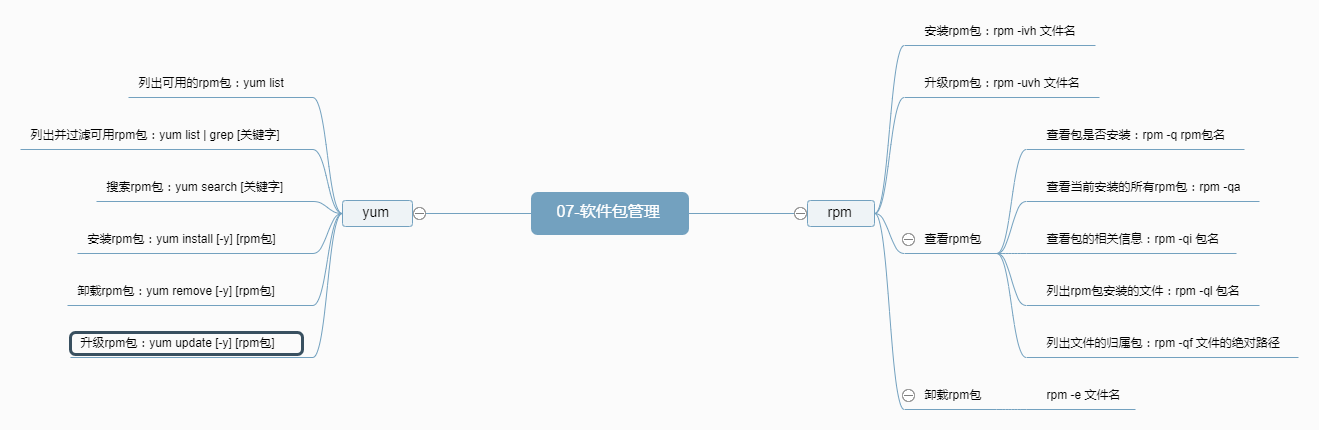 07-软件包管理
yum
列出可用的rpm包：yum list
列出并过滤可用rpm包：yum list | grep [关键字]
搜索rpm包：yum search [关键字]
安装rpm包：yum install [-y] [rpm包]
卸载rpm包：yum remove [-y] [rpm包]
升级rpm包：yum update [-y] [rpm包]
rpm
安装rpm包：rpm -ivh 文件名
升级rpm包：rpm -uvh 文件名
查看rpm包
查看包是否安装：rpm -q rpm包名
查看当前安装的所有rpm包：rpm -qa
查看包的相关信息：rpm -qi 包名
列出rpm包安装的文件：rpm -ql 包名
列出文件的归属包：rpm -qf 文件的绝对路径
卸载rpm包
rpm -e 文件名